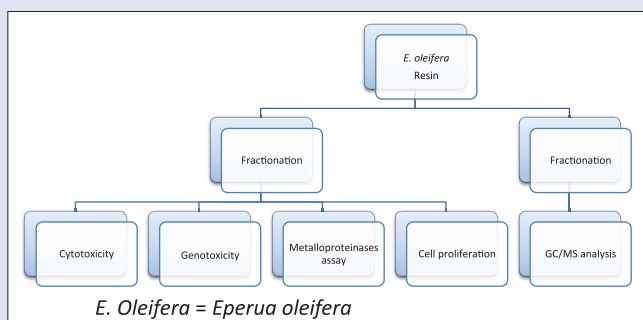 E. oleifera
Resin
Fractionation
Fractionation
Cytotoxicity
Genotoxicity
Metalloproteinases
assay
Cell proliferation
GC/MS analysis
E. Oleifera = Eperua oleifera